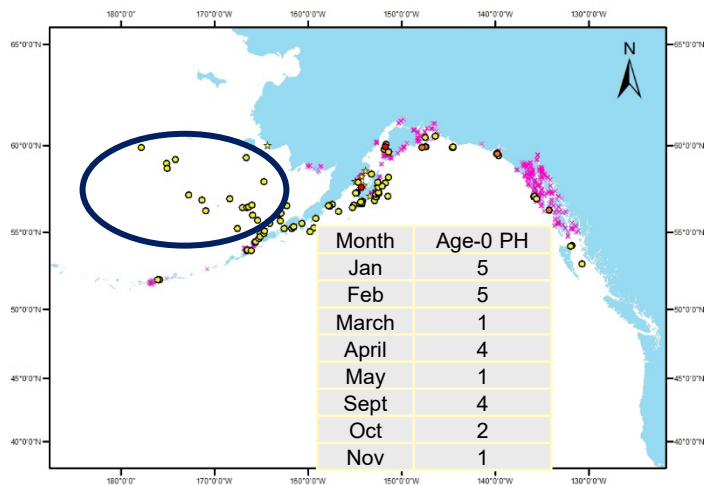 180°0'0"W 170°0'0"W 160°0'0"W 150°0'0"W 140°0'0"W 130°0'0"W
65°0'0"N 65°0'0"N
N
60°0'0"N 60°0'0"N
55°0'0"N 55°0'0"N
Month Age-0 PH
Jan 5
Feb 5
50°0'0"N 50°0'0"N
March 1
April 4
May 1
45°0'0"N 45°0'0"N
Sept 4
Oct 2
40°0'0"N 40°0'0"N
Nov 1
180°0'0"W 170°0'0"W 160°0'0"W 150°0'0"W 140°0'0"W 130°0'0"W